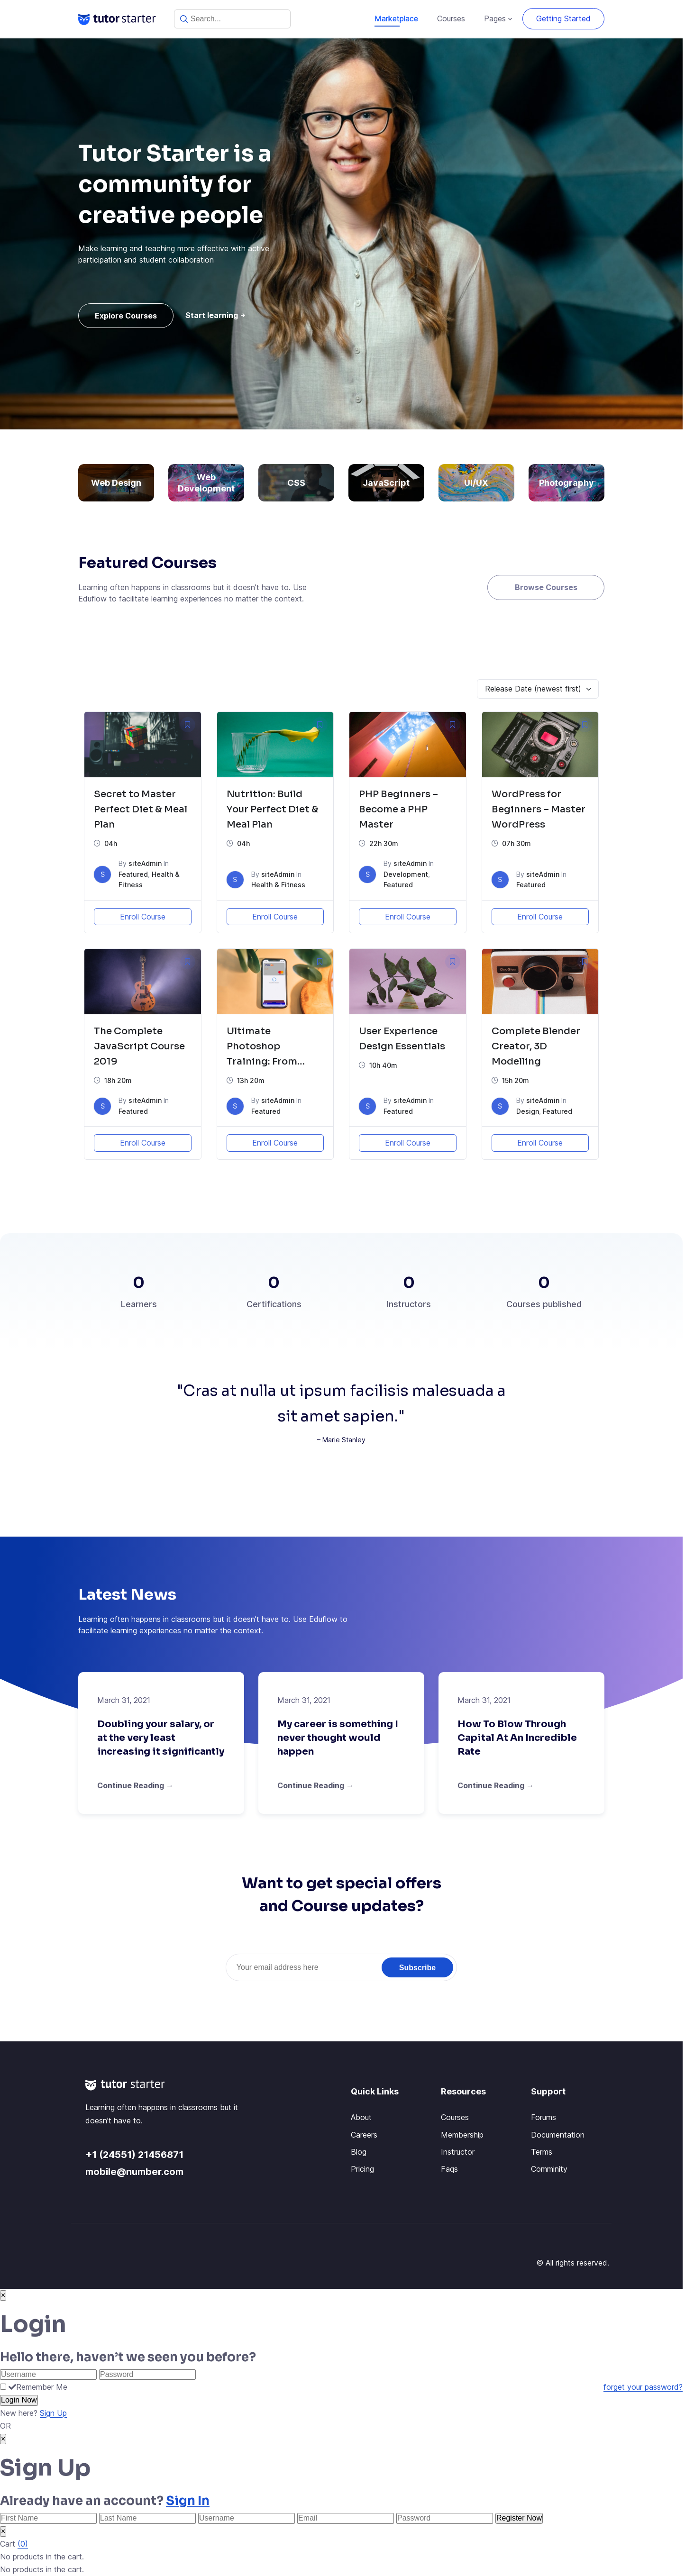 tutor starter
Search...
Marketplace
Courses
Pages
Getting Started
Tutor Starter is a
community for
creative people
Make learning and teaching more effective with active
participation and student collaboration
Explore Courses
Start learning →
Web Design
Web
Development
CSS
JavaScript
UI/UX
Photography
Featured Courses
Learning often happens in classrooms but it doesn't have to. Use
Eduflow to facilitate learning experiences no matter the context.
Browse Courses
Release Date (newest first)
Secret to Master
Perfect Diet & Meal
Plan
04h
S
By siteAdmin In
Featured, Health &
Fitness
Enroll Course
Nutrition: Build
Your Perfect Diet &
Meal Plan
04h
S
By siteAdmin In
Health & Fitness
Enroll Course
PHP Beginners –
Become a PHP
Master
22h 30m
S
By siteAdmin In
Development,
Featured
Enroll Course
WordPress for
Beginners – Master
WordPress
07h 30m
S
By siteAdmin In
Featured
Enroll Course
The Complete
JavaScript Course
2019
18h 20m
S
By siteAdmin In
Featured
Enroll Course
Ultimate
Photoshop
Training: From...
13h 20m
S
By siteAdmin In
Featured
Enroll Course
User Experience
Design Essentials
10h 40m
S
By siteAdmin In
Featured
Enroll Course
Complete Blender
Creator, 3D
Modelling
15h 20m
S
By siteAdmin In
Design, Featured
Enroll Course
0
Learners
0
Certifications
0
Instructors
0
Courses published
"Cras at nulla ut ipsum facilisis malesuada a
sit amet sapien."
– Marie Stanley
Latest News
Learning often happens in classrooms but it doesn't have to. Use Eduflow to
facilitate learning experiences no matter the context.
March 31, 2021
Doubling your salary, or
at the very least
increasing it significantly
Continue Reading →
March 31, 2021
My career is something I
never thought would
happen
Continue Reading →
March 31, 2021
How To Blow Through
Capital At An Incredible
Rate
Continue Reading →
Want to get special offers
and Course updates?
Your email address here
Subscribe
tutor starter
Learning often happens in classrooms but it
doesn't have to.
+1 (24551) 21456871
mobile@number.com
Quick Links
About
Careers
Blog
Pricing
Resources
Courses
Membership
Instructor
Faqs
Support
Forums
Documentation
Terms
Comminity
© All rights reserved.
×
Login
Hello there, haven't we seen you before?
Username
Password
Remember Me
forget your password?
Login Now
New here? Sign Up
OR
×
Sign Up
Already have an account? Sign In
First Name
Last Name
Username
Email
Password
Register Now
×
Cart (0)
No products in the cart.
No products in the cart.